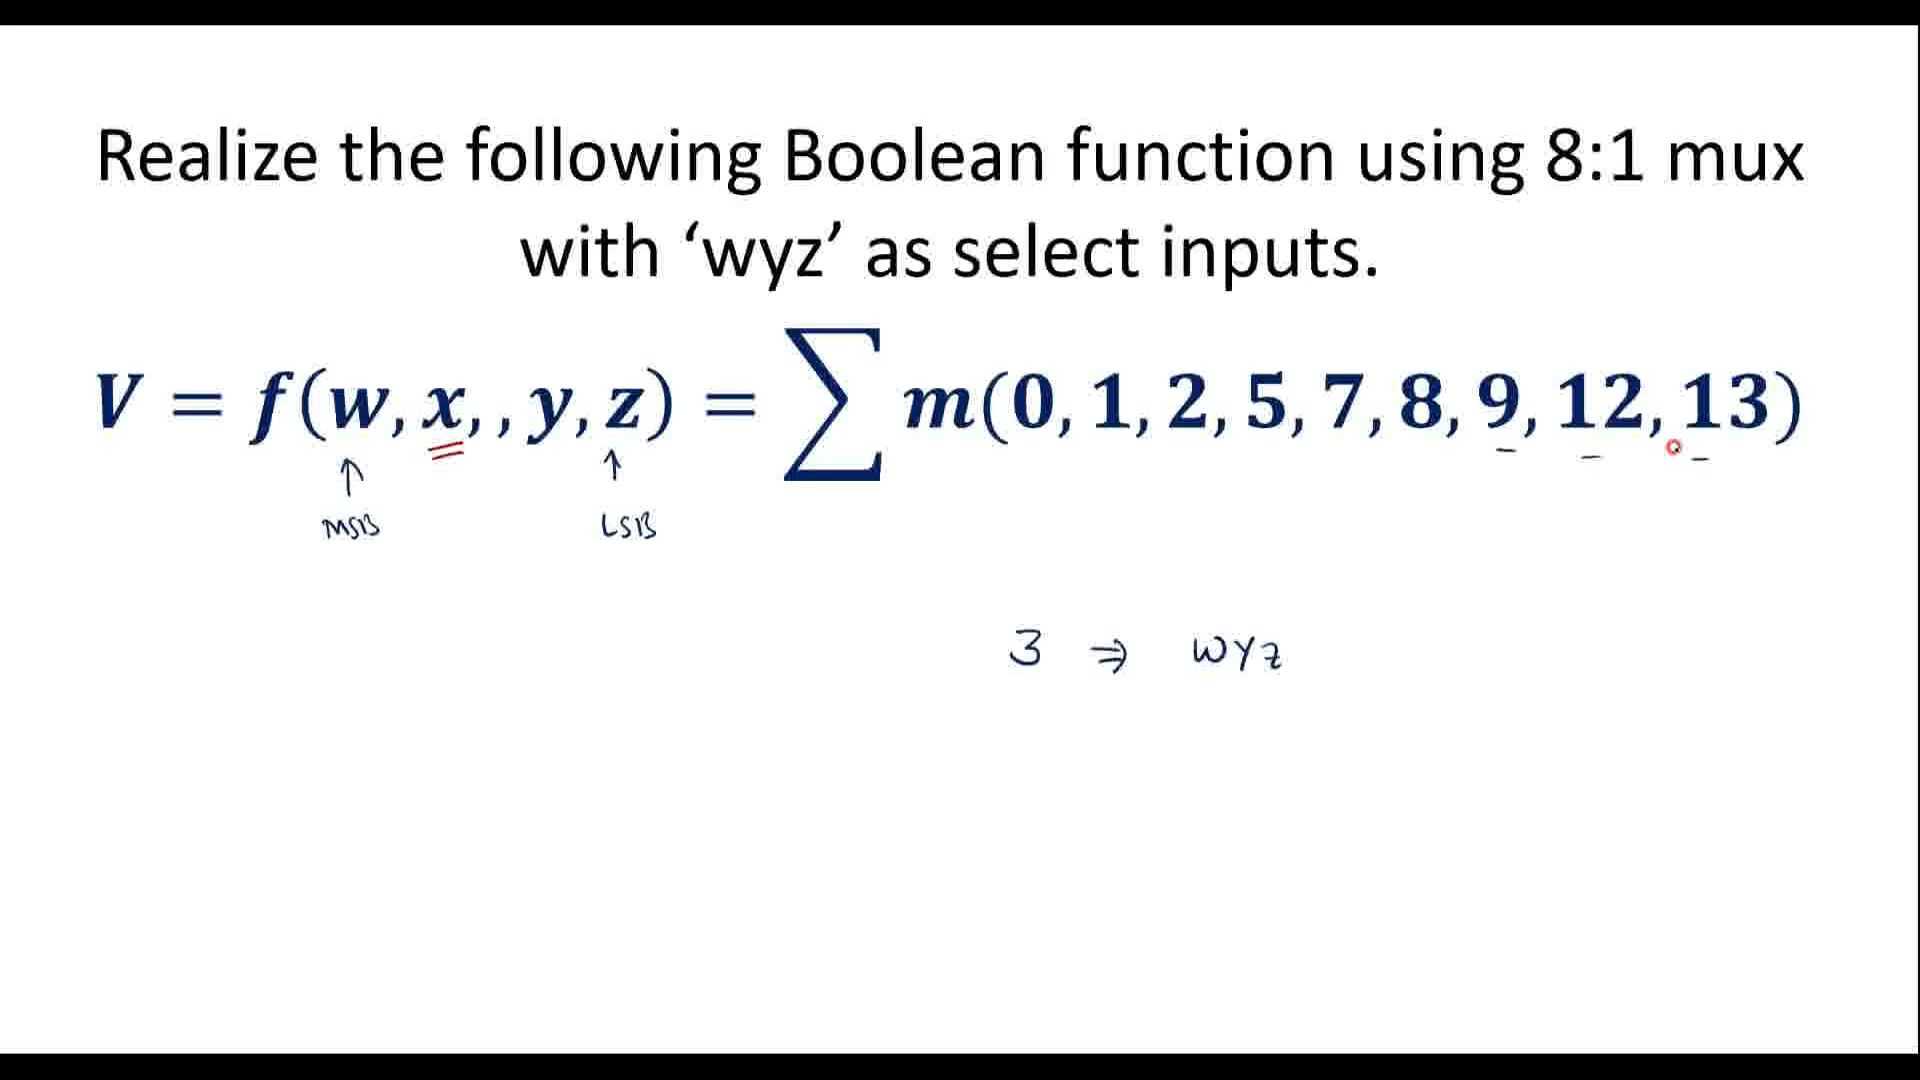 Realize the following Boolean function using 8:1 mux
with ‘wyz’ as select inputs.
V = f(w, x, , y, z) = ∑ m(0, 1, 2, 5, 7, 8, 9, 12, 13)
↑ ↑
MSB LSB
3 ⇒ wyz